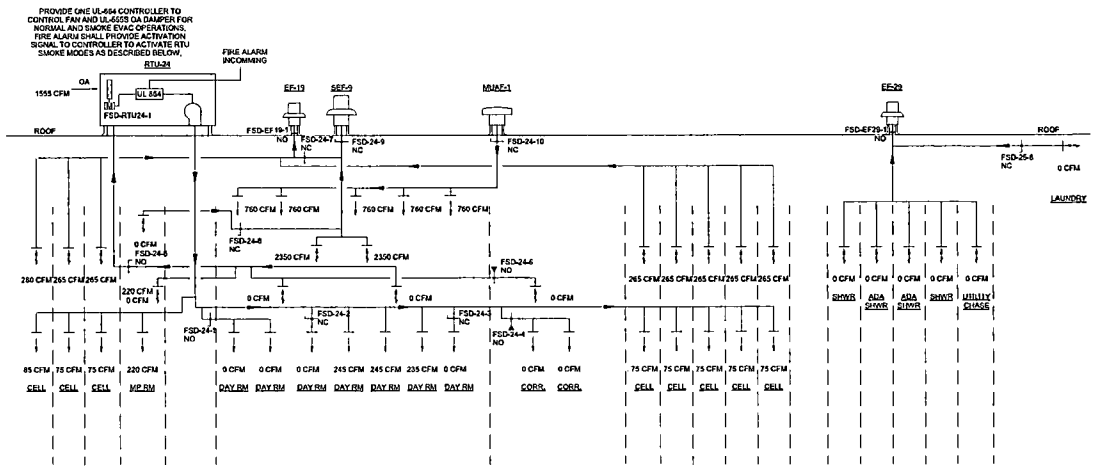 PROVIDE ONE UL-864 CONTROLLER TO
CONTROL FAN AND UL-555S OA DAMPER FOR
NORMAL AND SMOKE EVAC OPERATIONS.
FIRE ALARM SHALL PROVIDE ACTIVATION
SIGNAL TO CONTROLLER TO ACTIVATE RTU
SMOKE MODES AS DESCRIBED BELOW.
RTU-24
FIRE ALARM
INCOMMING
OA
1555 CFM
UL 864
M
FSD-RTU24-1
EF-19
SEF-9
MUAF-1
EF-29
ROOF
FSD-EF19-1
NO
FSD-24-7
NC
FSD-24-9
NC
FSD-24-10
NC
FSD-EF29-1
NO
ROOF
FSD-25-8
NC
0 CFM
LAUNDRY
760 CFM
760 CFM
760 CFM
760 CFM
760 CFM
0 CFM
FSD-24-5
NO
FSD-24-8
NC
2350 CFM
2350 CFM
FSD-24-6
NO
280 CFM
265 CFM
265 CFM
220 CFM
0 CFM
0 CFM
0 CFM
0 CFM
265 CFM
265 CFM
265 CFM
265 CFM
265 CFM
0 CFM
0 CFM
0 CFM
0 CFM
0 CFM
SHWR
ADA
SHWR
ADA
SHWR
SHWR
UTILITY
CHASE
FSD-24-1
NO
FSD-24-2
NC
FSD-24-3
NC
FSD-24-4
NO
85 CFM
75 CFM
75 CFM
220 CFM
0 CFM
0 CFM
0 CFM
245 CFM
245 CFM
235 CFM
0 CFM
0 CFM
0 CFM
75 CFM
75 CFM
75 CFM
75 CFM
75 CFM
CELL
CELL
CELL
MP RM
DAY RM
DAY RM
DAY RM
DAY RM
DAY RM
DAY RM
DAY RM
CORR.
CORR.
CELL
CELL
CELL
CELL
CELL